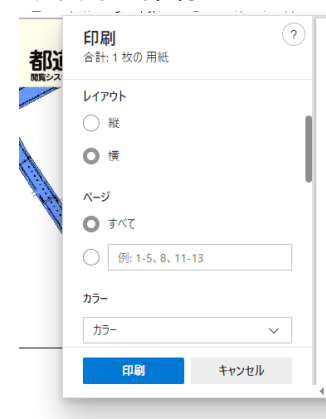 印刷
?
合計: 1 枚の 用紙
都道
閲覧シス
レイアウト
縦
横
ページ
すべて
例: 1-5、8、11-13
カラー
カラー
印刷
キャンセル